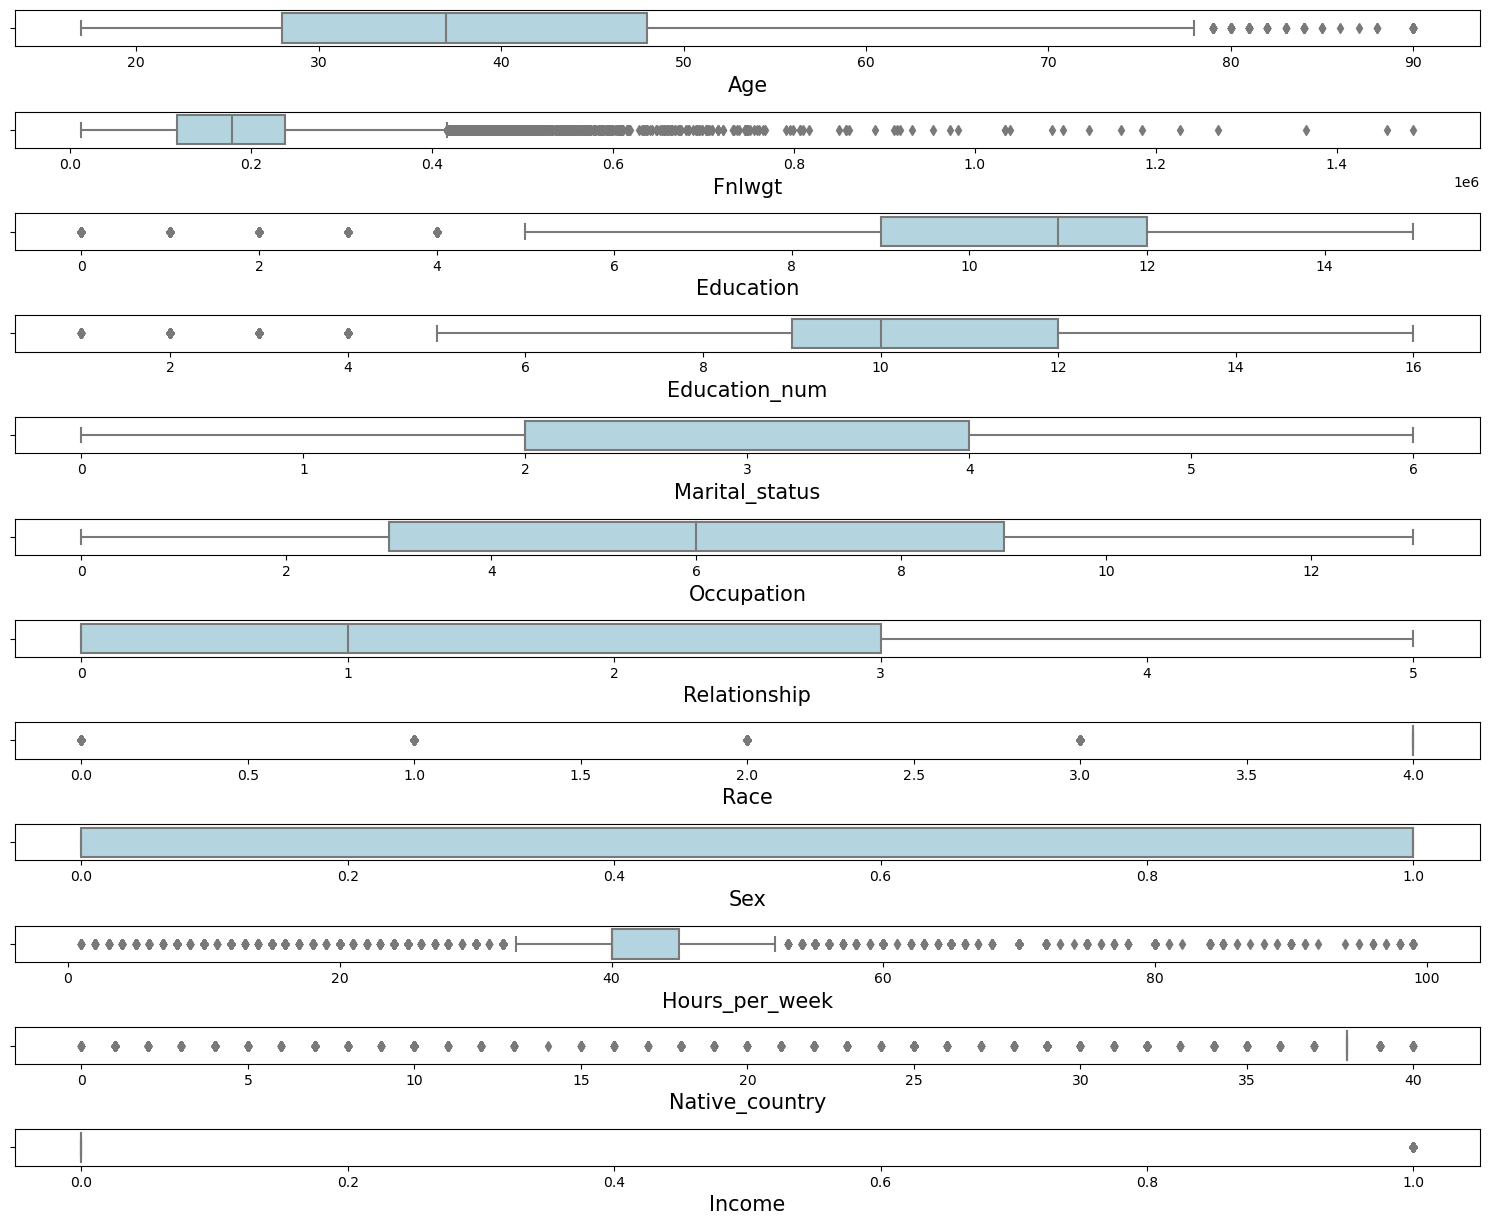 20 30 40 50 60 70 80 90
Age
0.0 0.2 0.4 0.6 0.8 1.0 1.2 1.4
1e6
Fnlwgt
0 2 4 6 8 10 12 14
Education
2 4 6 8 10 12 14 16
Education_num
0 1 2 3 4 5 6
Marital_status
0 2 4 6 8 10 12
Occupation
0 1 2 3 4 5
Relationship
0.0 0.5 1.0 1.5 2.0 2.5 3.0 3.5 4.0
Race
0.0 0.2 0.4 0.6 0.8 1.0
Sex
0 20 40 60 80 100
Hours_per_week
0 5 10 15 20 25 30 35 40
Native_country
0.0 0.2 0.4 0.6 0.8 1.0
Income